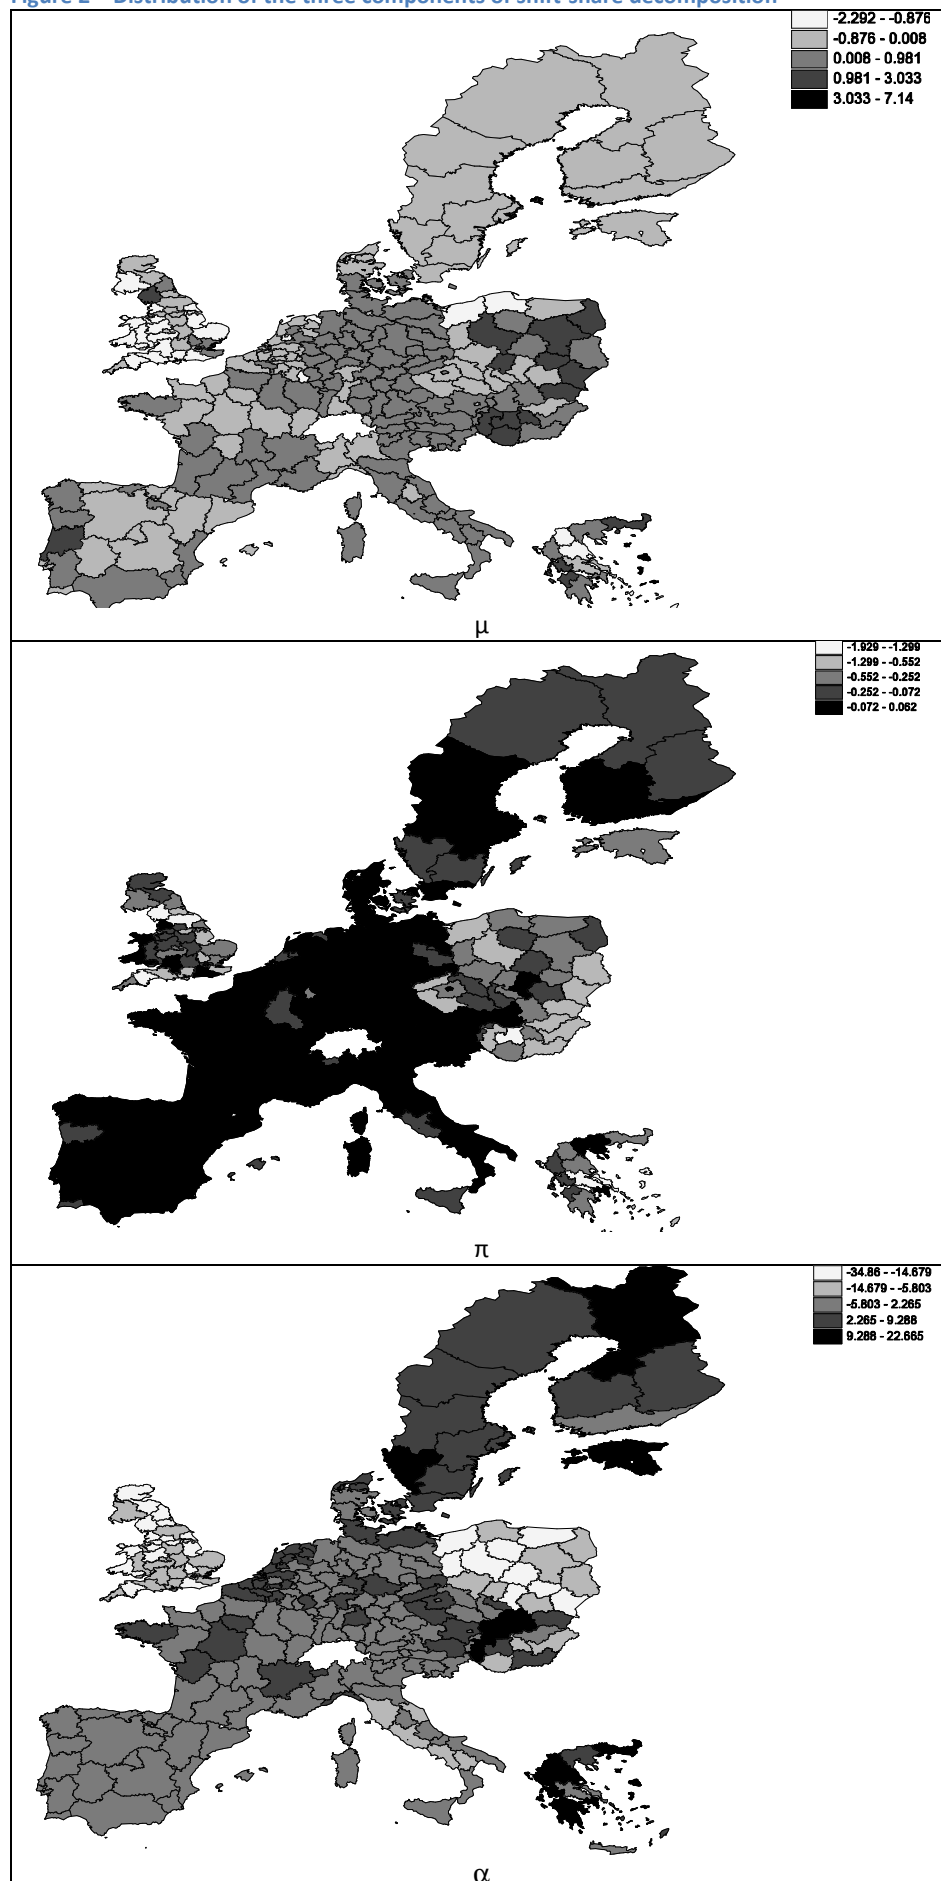 Figure 2 – Distribution of the three components of shift-share decomposition
-2.292 - -0.876
-0.876 - 0.008
0.008 - 0.981
0.981 - 3.033
3.033 - 7.14
μ
-1.929 - -1.299
-1.299 - -0.552
-0.552 - -0.252
-0.252 - -0.072
-0.072 - 0.062
π
-34.86 - -14.679
-14.679 - -5.803
-5.803 - 2.265
2.265 - 9.288
9.288 - 22.665
α